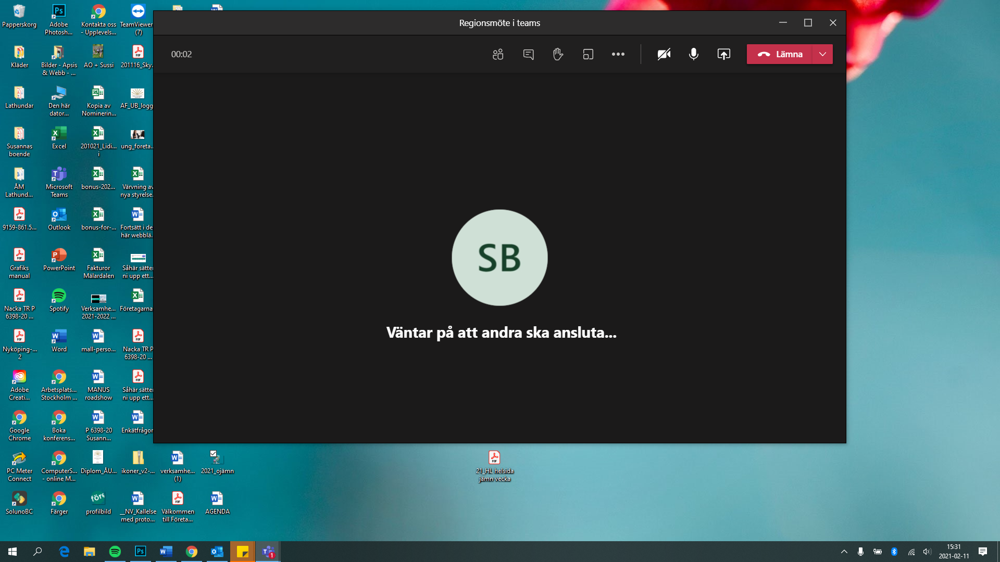 Regionsmöte i teams
00:02
Lämna
SB
Väntar på att andra ska ansluta...
Papperskorg
Adobe
Photosh...
Kontakta oss
- Upplevels...
TeamViewer
(7)
Kläder
Bilder - Apsis
& Webb - ...
AO + Sussi
201116_Sky.
Lathundar
Den här
dator...
Kopia av
Nominerin...
AF_UB_logg
Susannas
boende
Excel
201021_Lidi...
i
ung_foreta..
ÅM
Lathund...
Microsoft
Teams
bonus-202...
Värvning av
nya styrelse.
9159-861.5...
Outlook
bonus-for-...
Fortsätt i de
här webblä.
Grafiks
manual
PowerPoint
Fakturor
Mälardalen
Såhär sätter
ni upp ett...
Nacka TR P
6398-20 ...
Spotify
Verksamhe...
2021-2022 ...
Företagarna
Nyköping-...
2
Word
mall-perso...
Nacka TR P
6398-20 ...
Adobe
Creati...
Arbetsplats...
Stockholm ...
MANUS
roadshow
Såhär sätter
ni upp ett...
Google
Chrome
Boka
konferens...
P 6398-20
Susann...
Enkätfrågor
PC Meter
Connect
ComputerS...
- online M...
Diplom_ÅU...
ikoner_v2-...
verksamhe...
(1)
2021_ojämn
21_HL helsida
jämn vecka
SolunoBC
Färger
före
profilbild
__NV_Kallelse
med proto...
Välkommen
till Företa...
AGENDA
15:31
2021-02-11